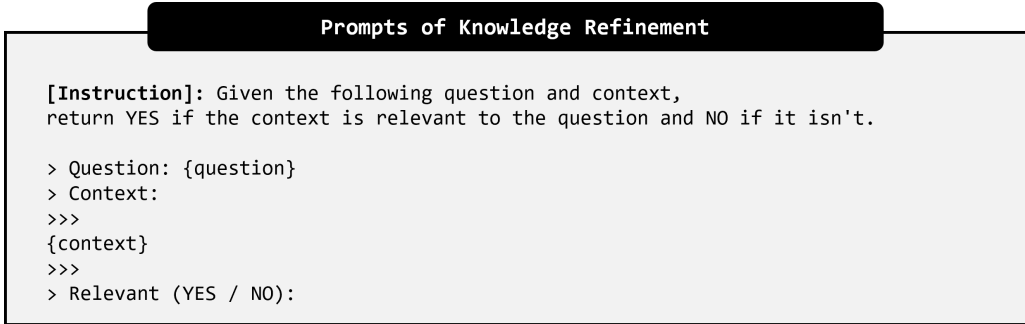 Prompts of Knowledge Refinement
[Instruction]: Given the following question and context,
return YES if the context is relevant to the question and NO if it isn't.
> Question: {question}
> Context:
>>>
{context}
>>>
> Relevant (YES / NO):